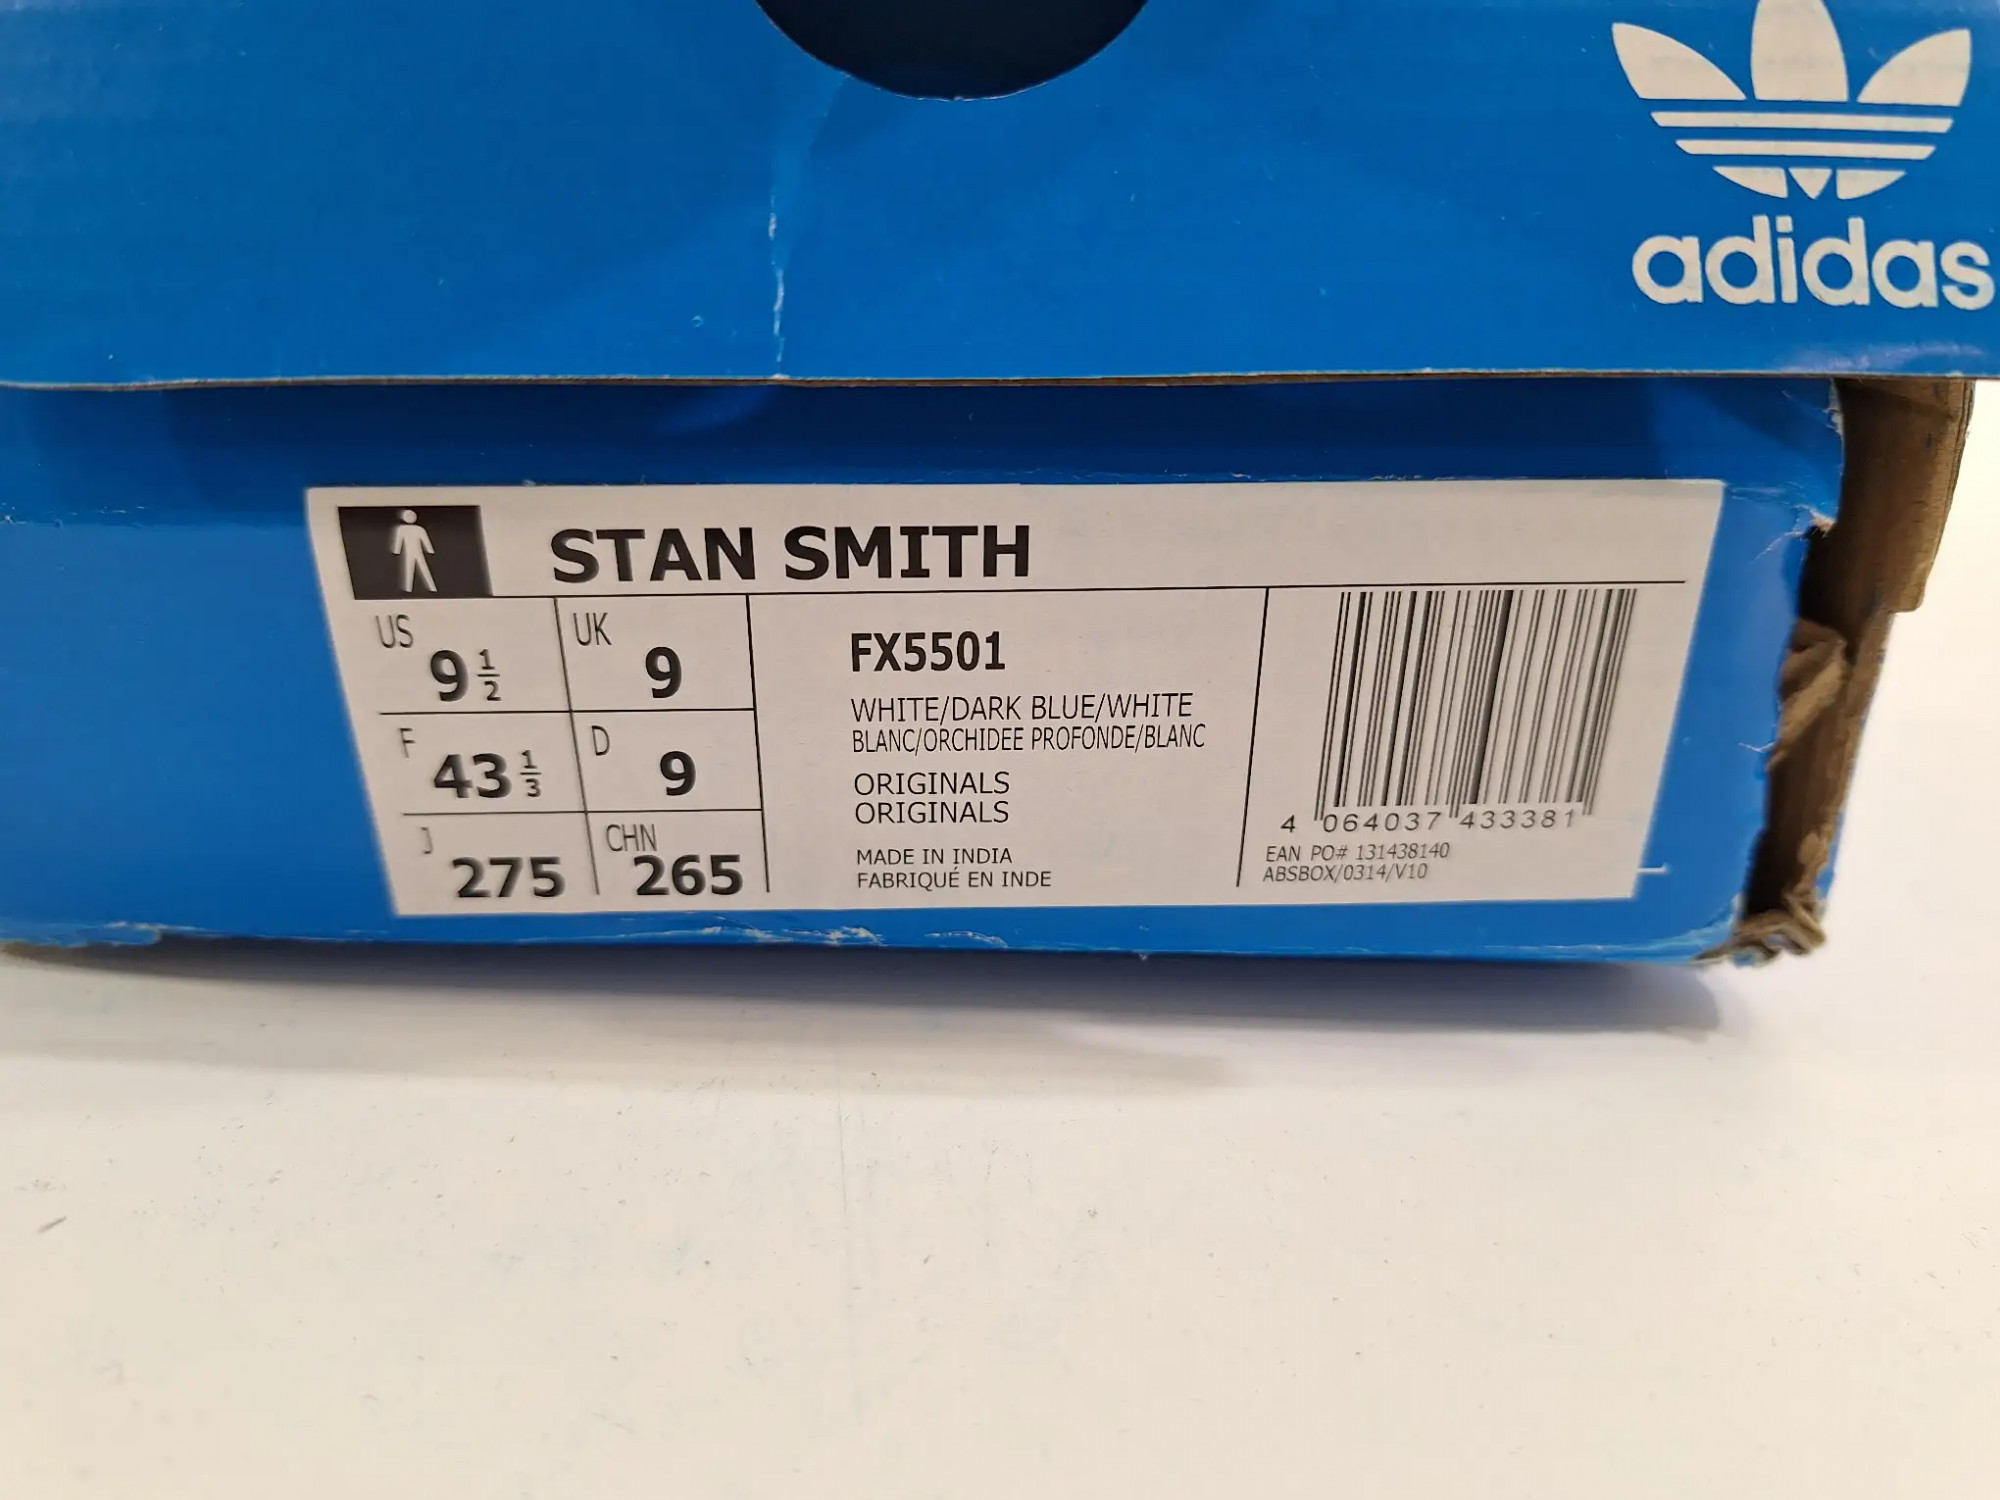 adidas
STAN SMITH
US 9 1/2
UK 9
F 43 1/3
D 9
J 275
CHN 265
FX5501
WHITE/DARK BLUE/WHITE
BLANC/ORCHIDEE PROFONDE/BLANC
ORIGINALS
ORIGINALS
MADE IN INDIA
FABRIQUÉ EN INDE
4 064037 433381
EAN PO# 131438140
ABSBOX/0314/V10